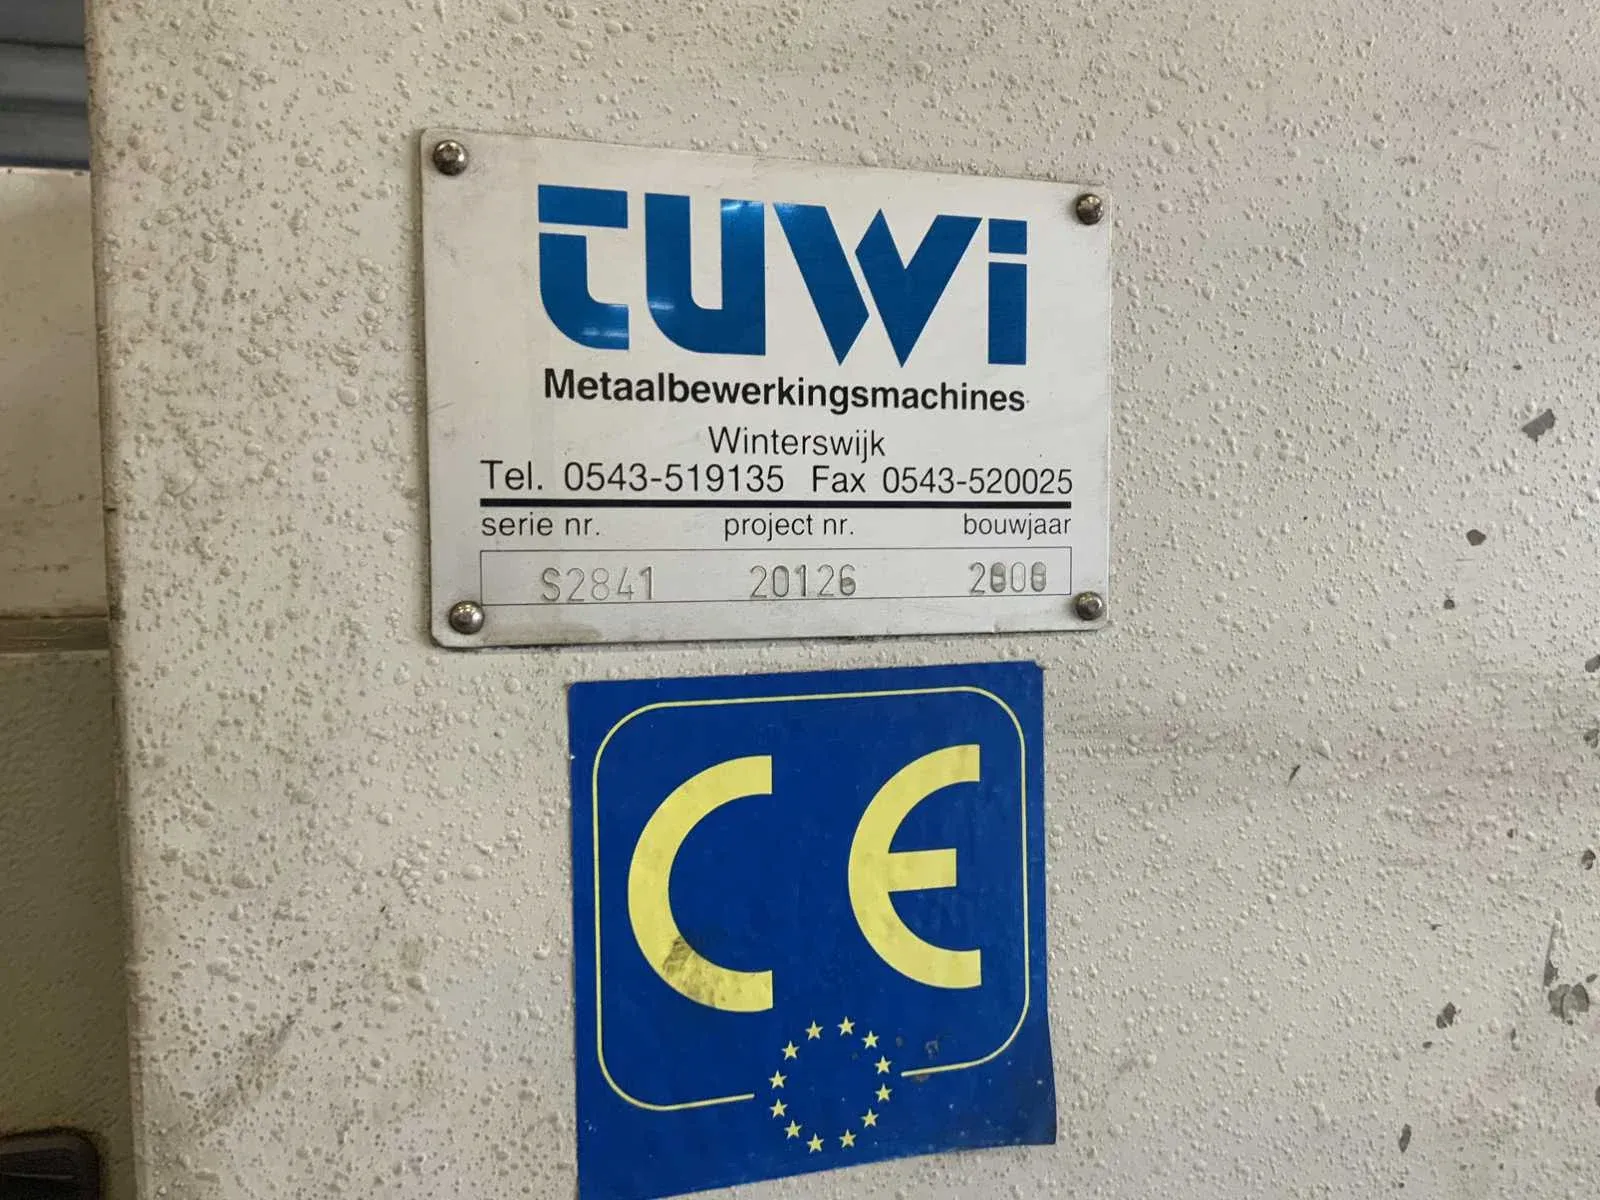 tuwi
Metaalbewerkingsmachines
Winterswijk
Tel. 0543-519135 Fax 0543-520025
serie nr. project nr. bouwjaar
S2841 20126
CE